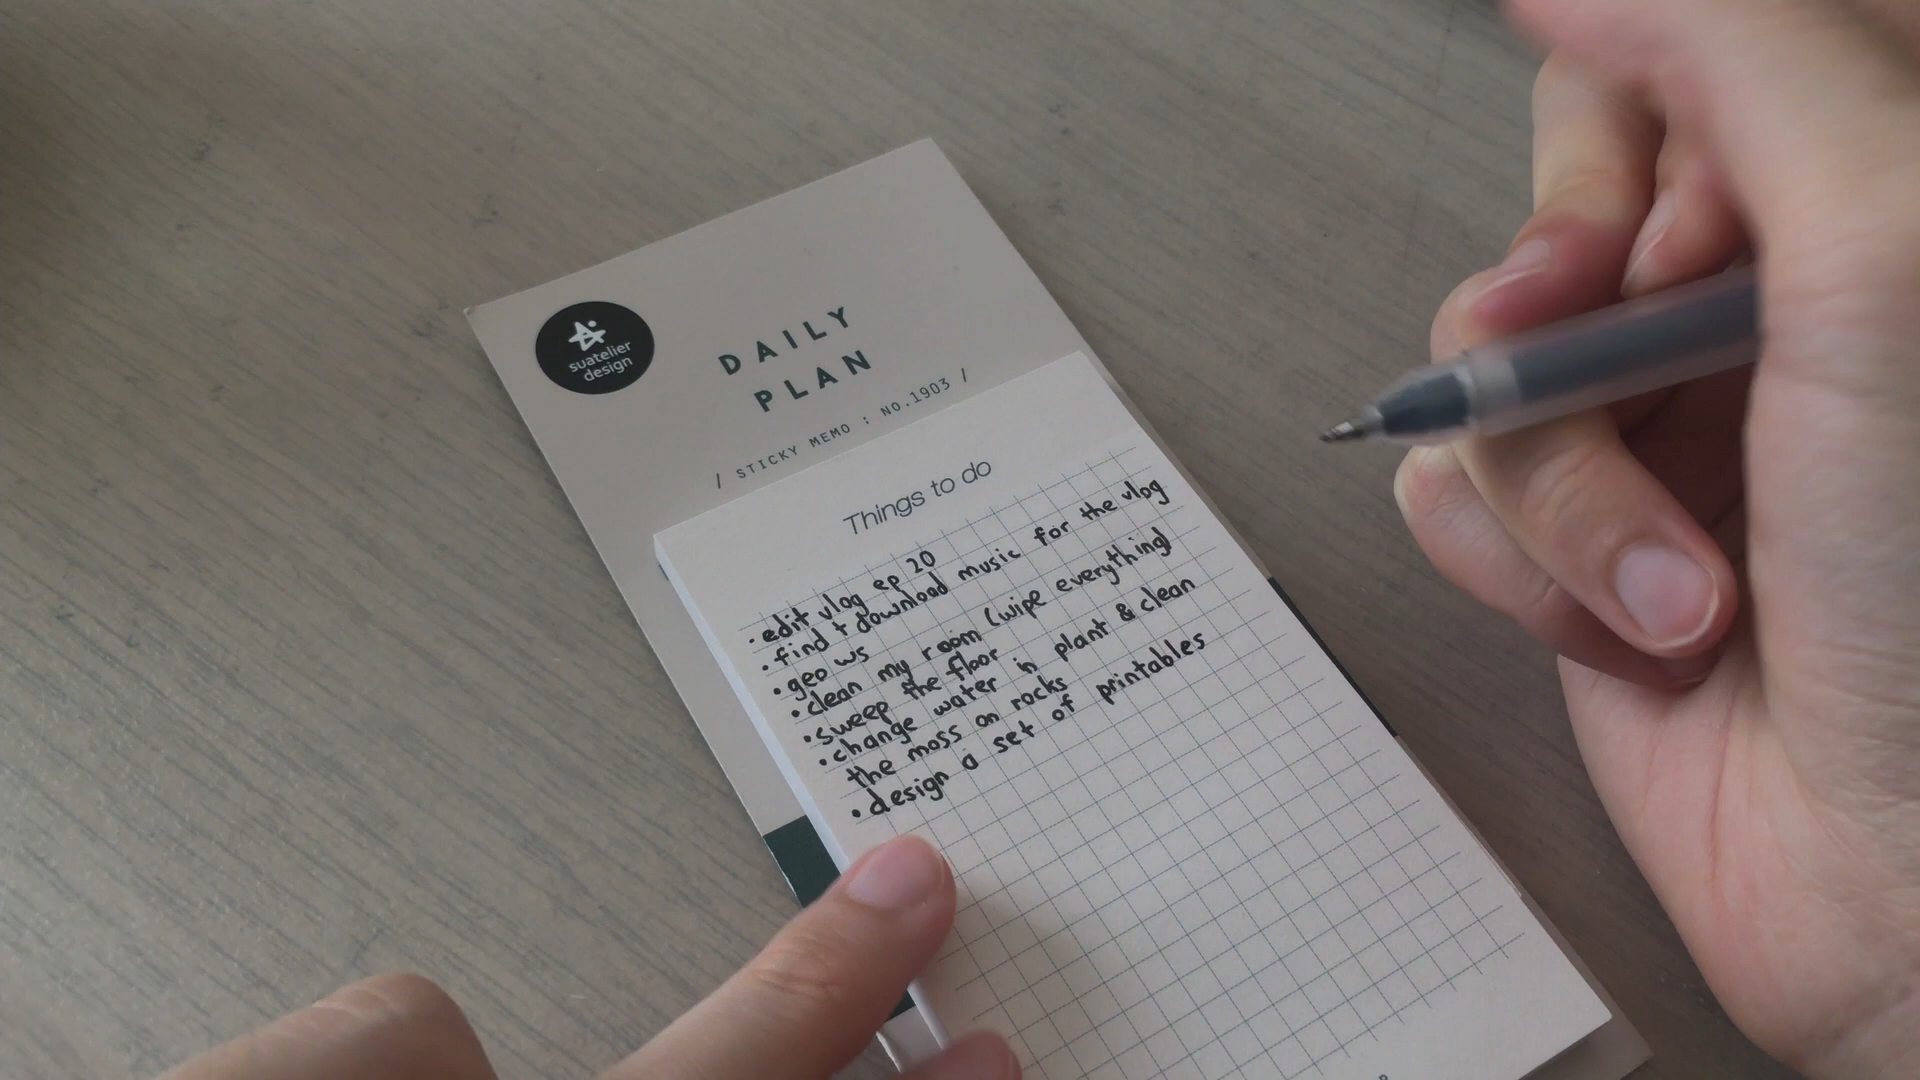 suatelier
design
DAILY
PLAN
/ STICKY MEMO : NO.1903 /
Things to do
• edit vlog ep 20
• find + download music for the vlog
• geo ws
• clean my room (wipe everything)
• sweep the floor
• change water in plant & clean
the moss on rocks
• design a set of printables